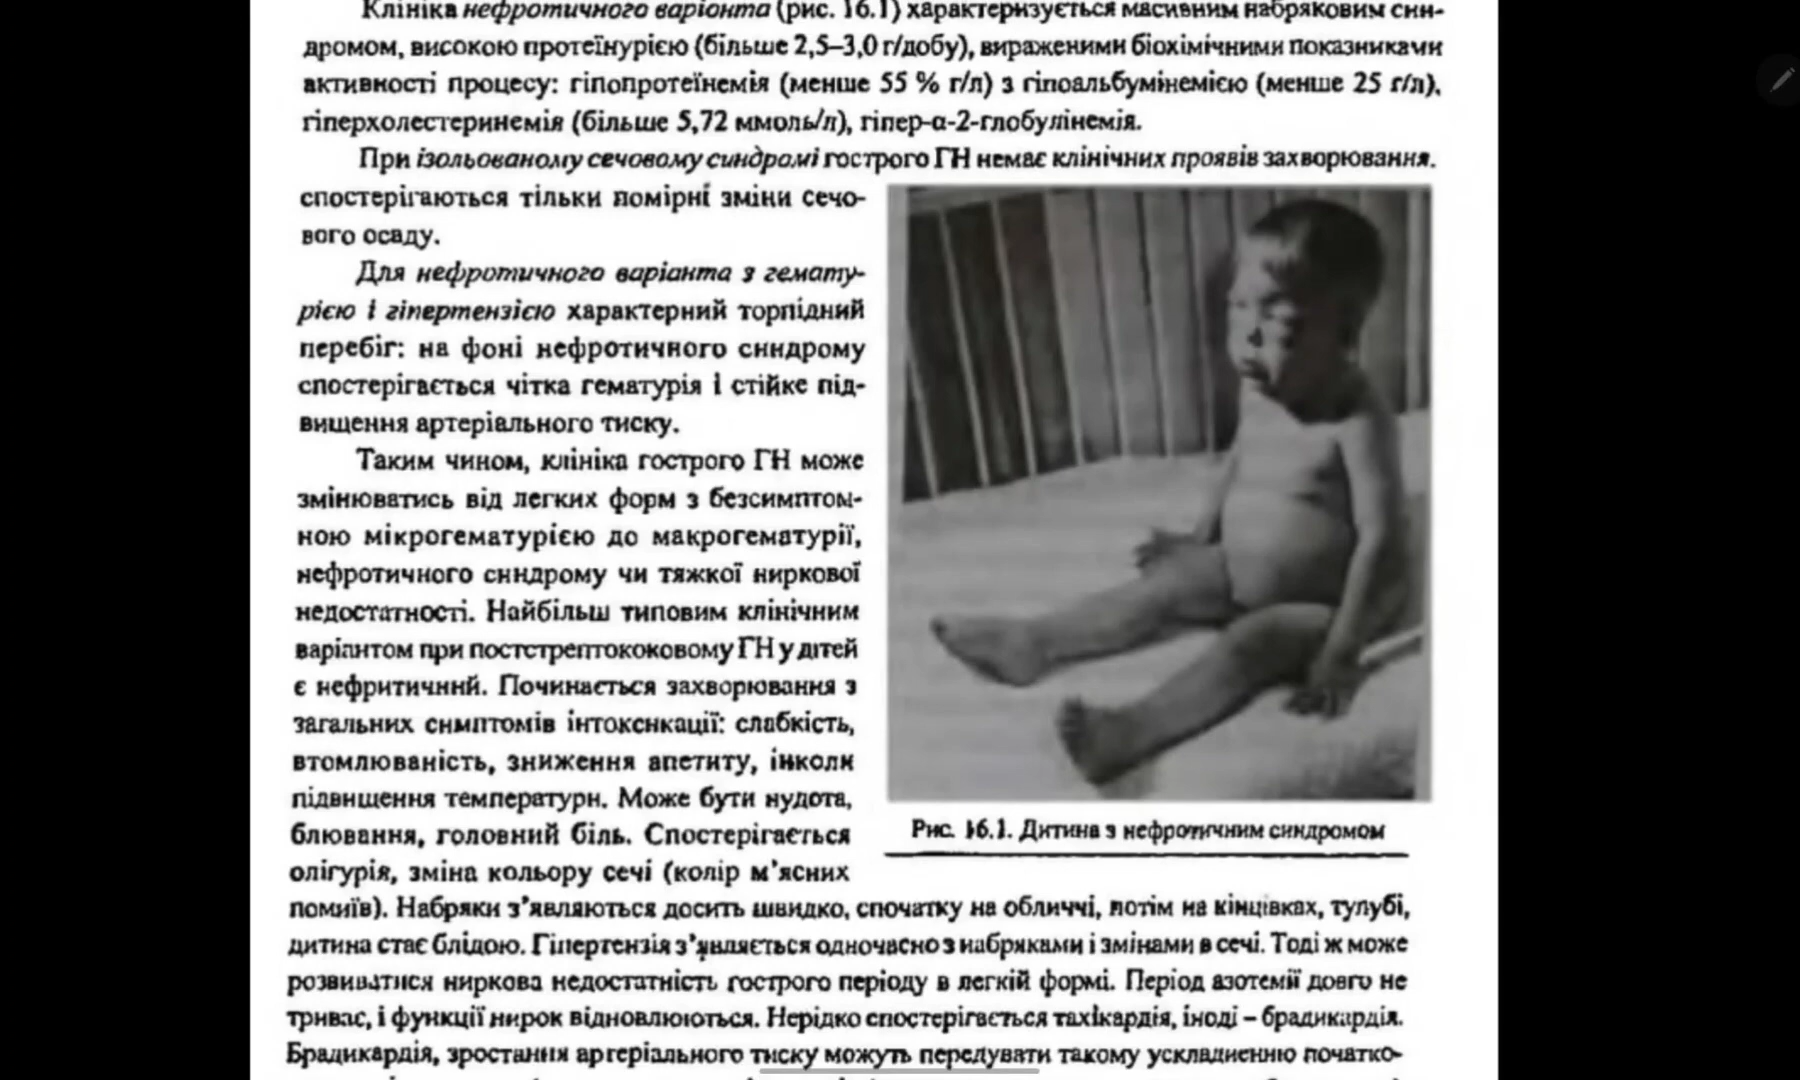 Клініка нефротичного варіанта (рис. 16.1) характеризується масивним набряковим син-
дромом, високою протеїнурією (більше 2,5–3,0 г/добу), вираженими біохімічними показниками
активності процесу: гіпопротеїнемія (менше 55 % г/л) з гіпоальбумінемією (менше 25 г/л),
гіперхолестеринемія (більше 5,72 ммоль/л), гіпер-α-2-глобулінемія.
При ізольованому сечовому синдромі гострого ГН немає клінічних проявів захворювання,
спостерігаються тільки помірні зміни сечо-
вого осаду.
Для нефротичного варіанта з гемату-
рією і гіпертензією характерний торпідний
перебіг: на фоні нефротичного синдрому
спостерігається чітка гематурія і стійке під-
вищення артеріального тиску.
Таким чином, клініка гострого ГН може
змінюватись від легких форм з безсимптом-
ною мікрогематурією до макрогематурії,
нефротичного синдрому чи тяжкої ниркової
недостатності. Найбільш типовим клінічним
варіантом при постстрептококовому ГН у дітей
є нефритичний. Починається захворювання з
загальних симптомів інтоксикації: слабкість,
втомлюваність, зниження апетиту, інколи
підвищення температури. Може бути нудота,
блювання, головний біль. Спостерігається
олігурія, зміна кольору сечі (колір м'ясних
помиїв). Набряки з'являються досить швидко, спочатку на обличчі, потім на кінцівках, тулубі,
дитина стає блідою. Гіпертензія з'являється одночасно з набряками і змінами в сечі. Тоді ж може
розвиватися ниркова недостатність гострого періоду в легкій формі. Період азотемії довго не
триває, і функції нирок відновлюються. Нерідко спостерігається тахікардія, іноді – брадикардія.
Брадикардія, зростання артеріального тиску можуть передувати такому ускладненню початко-
Рис. 16.1. Дитина з нефротичним синдромом